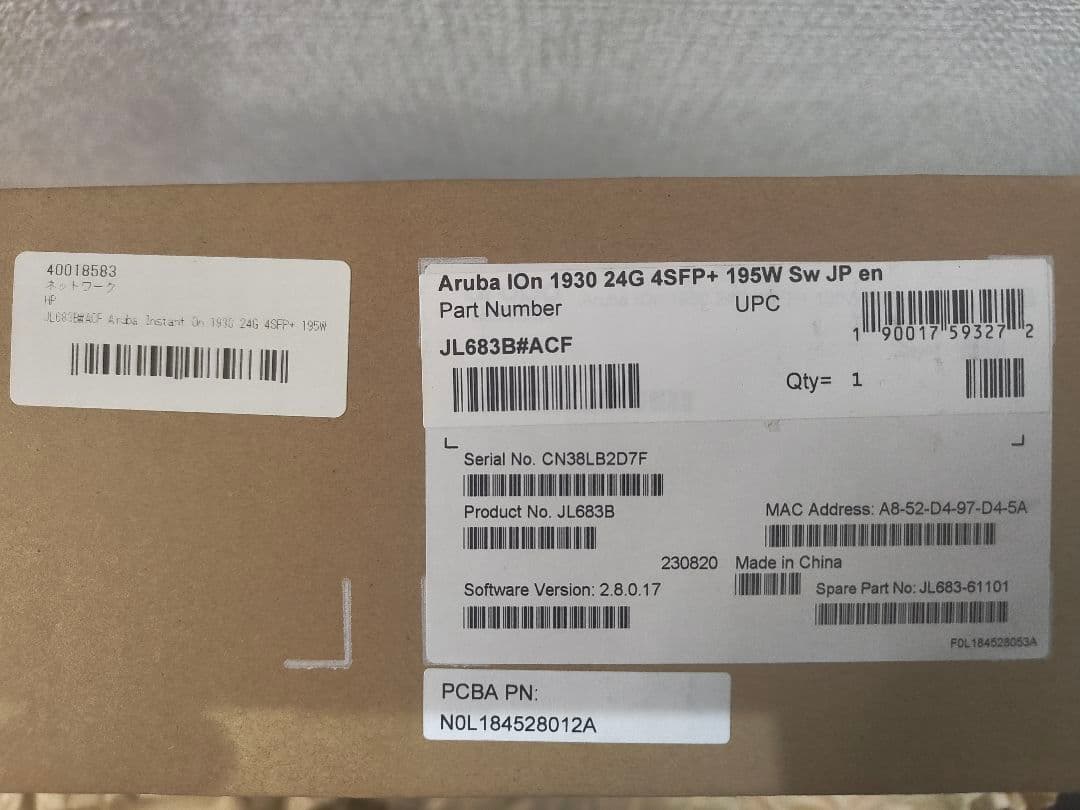 40018583
ネットワーク
HP
JL683B#ACF Aruba Instant On 1930 24G 4SFP+ 195W
Aruba IOn 1930 24G 4SFP+ 195W Sw JP en
Part Number
UPC
1 90017 59327 2
JL683B#ACF
Qty= 1
Serial No. CN38LB2D7F
Product No. JL683B
MAC Address: A8-52-D4-97-D4-5A
230820 Made in China
Software Version: 2.8.0.17
Spare Part No: JL683-61101
F0L184528053A
PCBA PN:
N0L184528012A